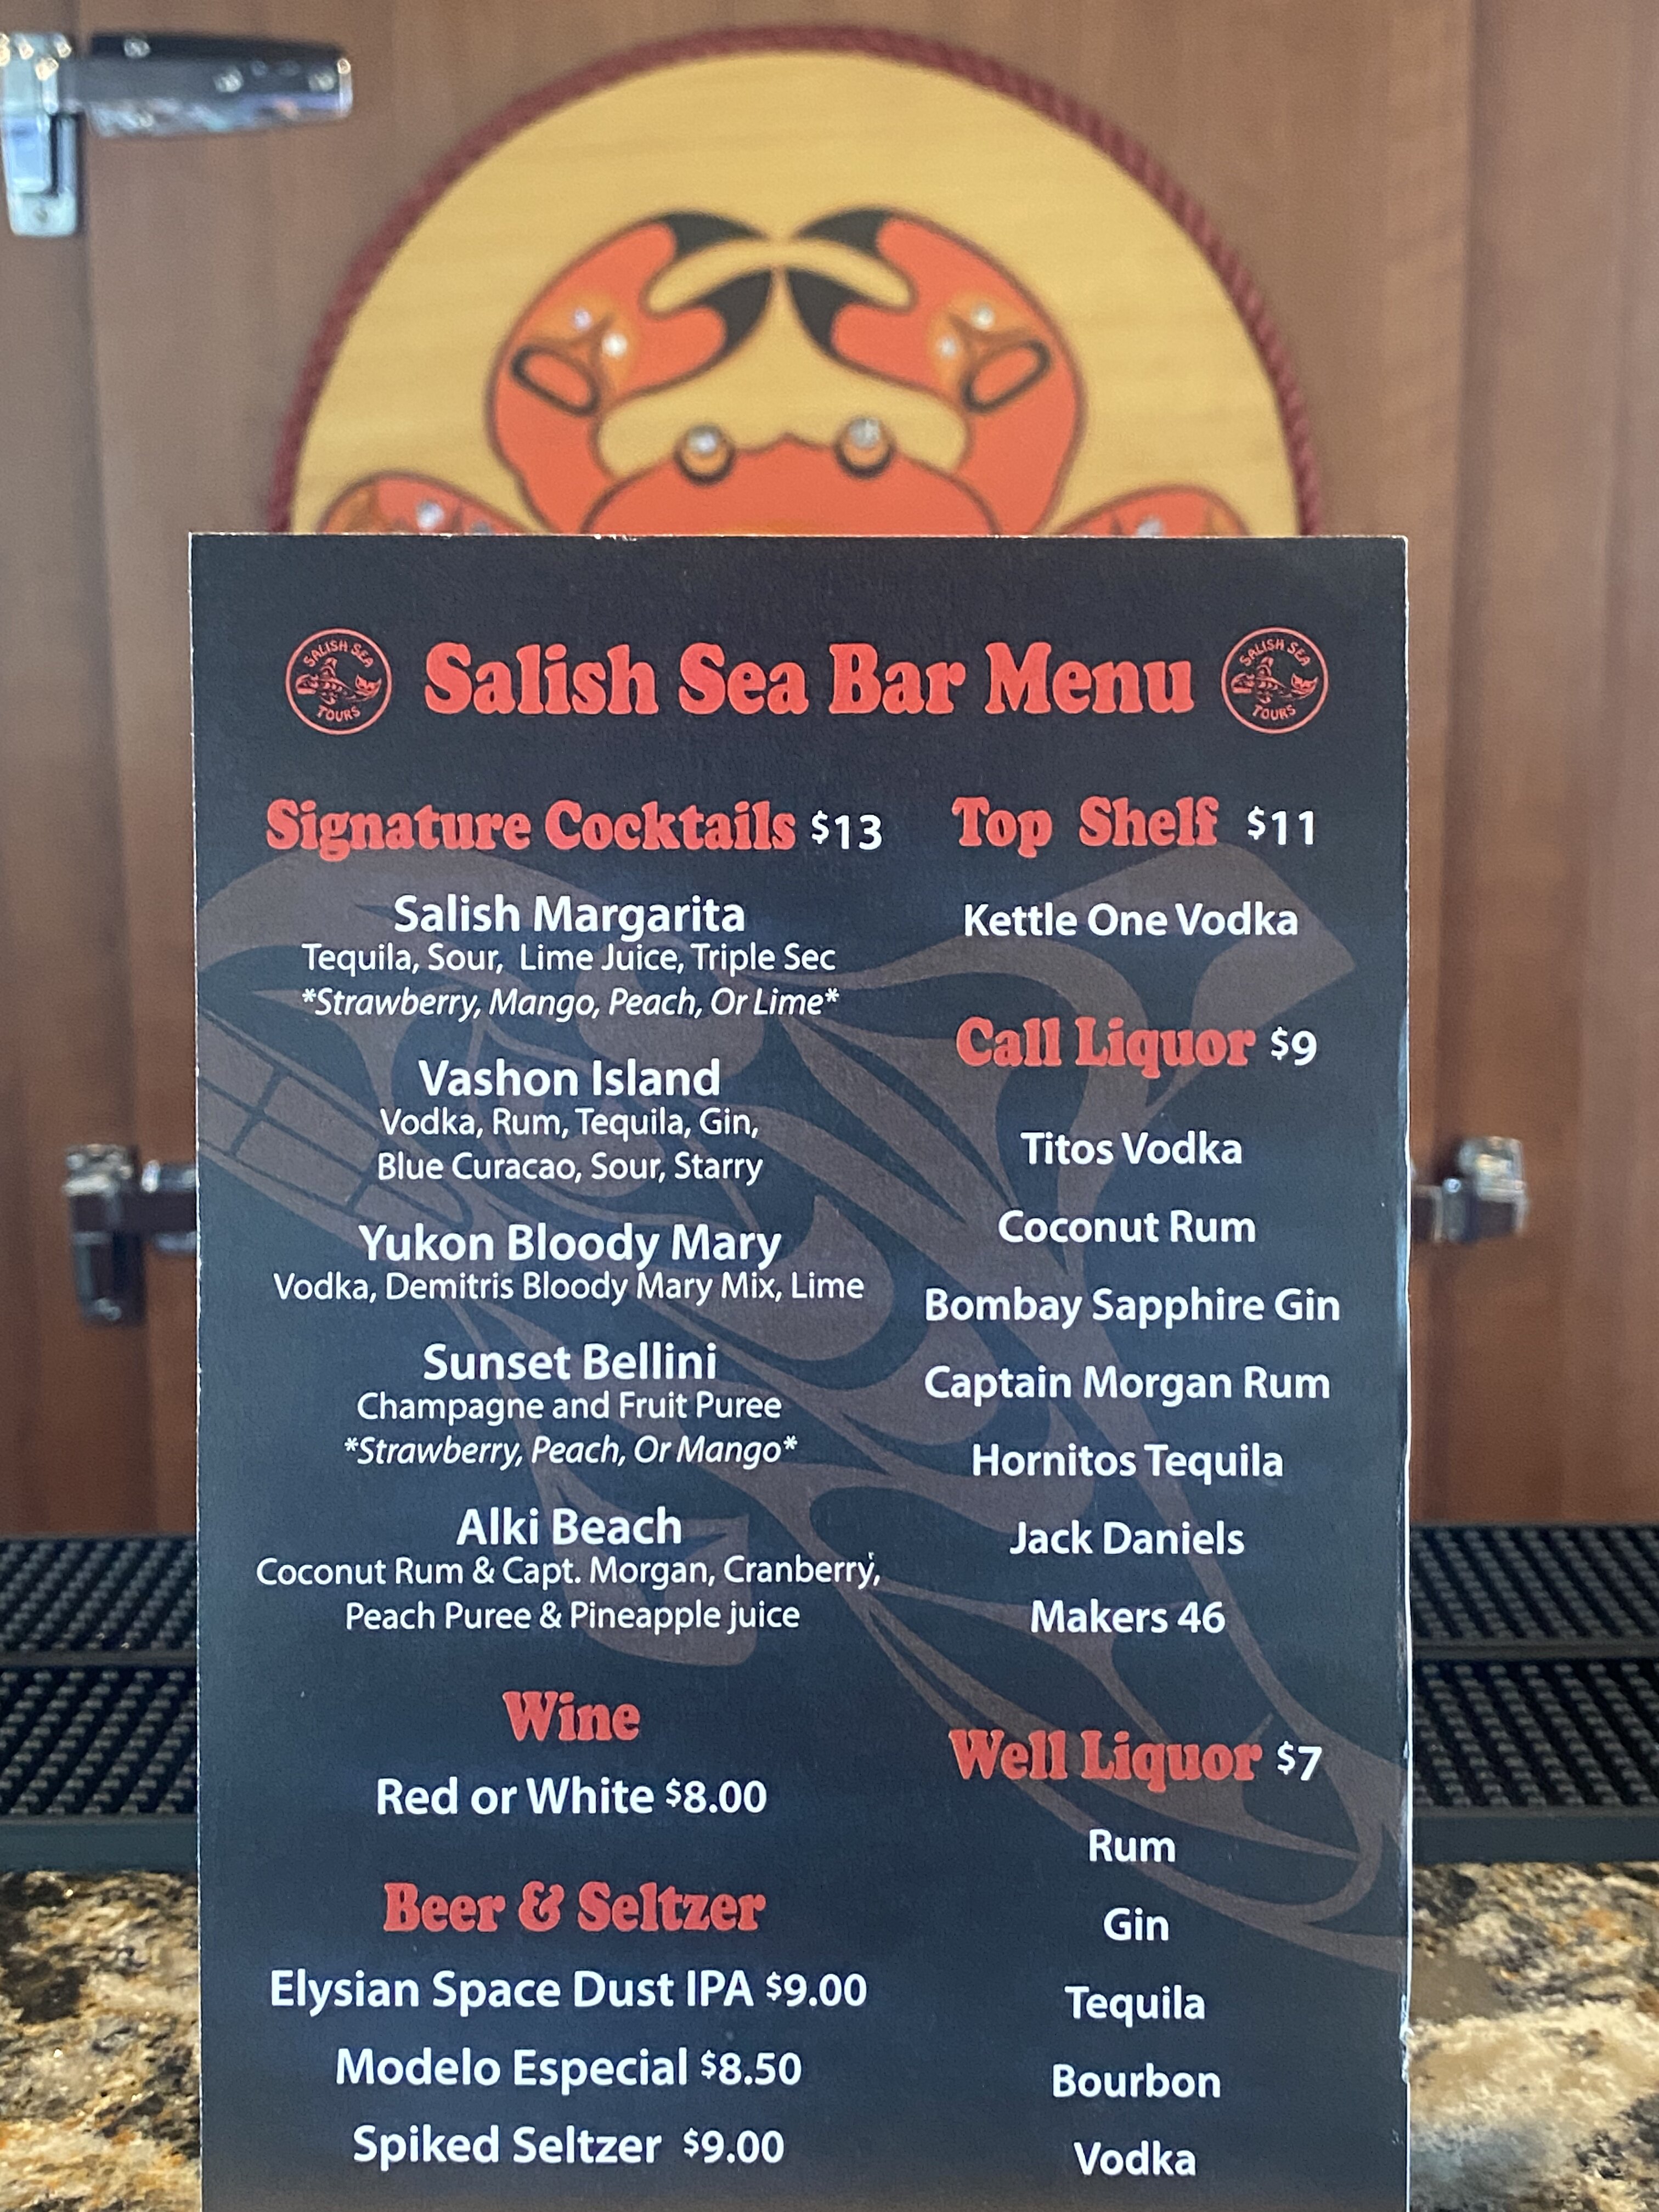 SALISH SEA
TOURS
Salish Sea Bar Menu
SALISH SEA
TOURS
Signature Cocktails $13
Salish Margarita
Tequila, Sour, Lime Juice, Triple Sec
*Strawberry, Mango, Peach, Or Lime*
Vashon Island
Vodka, Rum, Tequila, Gin,
Blue Curacao, Sour, Starry
Yukon Bloody Mary
Vodka, Demitris Bloody Mary Mix, Lime
Sunset Bellini
Champagne and Fruit Puree
*Strawberry, Peach, Or Mango*
Alki Beach
Coconut Rum & Capt. Morgan, Cranberry,
Peach Puree & Pineapple juice
Wine
Red or White $8.00
Beer & Seltzer
Elysian Space Dust IPA $9.00
Modelo Especial $8.50
Spiked Seltzer $9.00
Top Shelf $11
Kettle One Vodka
Call Liquor $9
Titos Vodka
Coconut Rum
Bombay Sapphire Gin
Captain Morgan Rum
Hornitos Tequila
Jack Daniels
Makers 46
Well Liquor $7
Rum
Gin
Tequila
Bourbon
Vodka